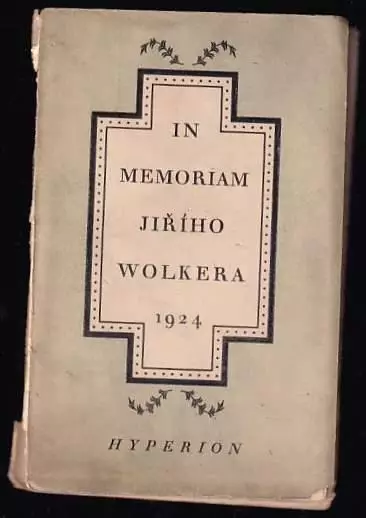 IN
MEMORIAM
JIŘÍHO
WOLKERA
1924
HYPERION